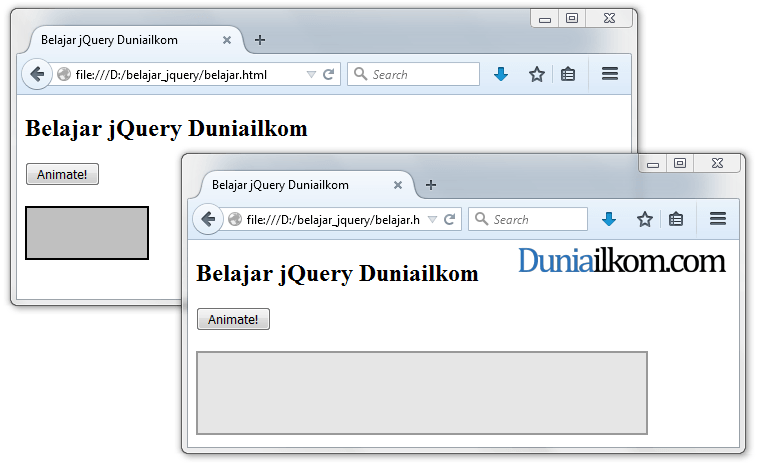 Belajar jQuery Duniailkom
file:///D:/belajar_jquery/belajar.html
Search
Belajar jQuery Duniailkom
Animate!
Belajar jQuery Duniailkom
file:///D:/belajar_jquery/belajar.h
Search
Duniailkom.com
Belajar jQuery Duniailkom
Animate!